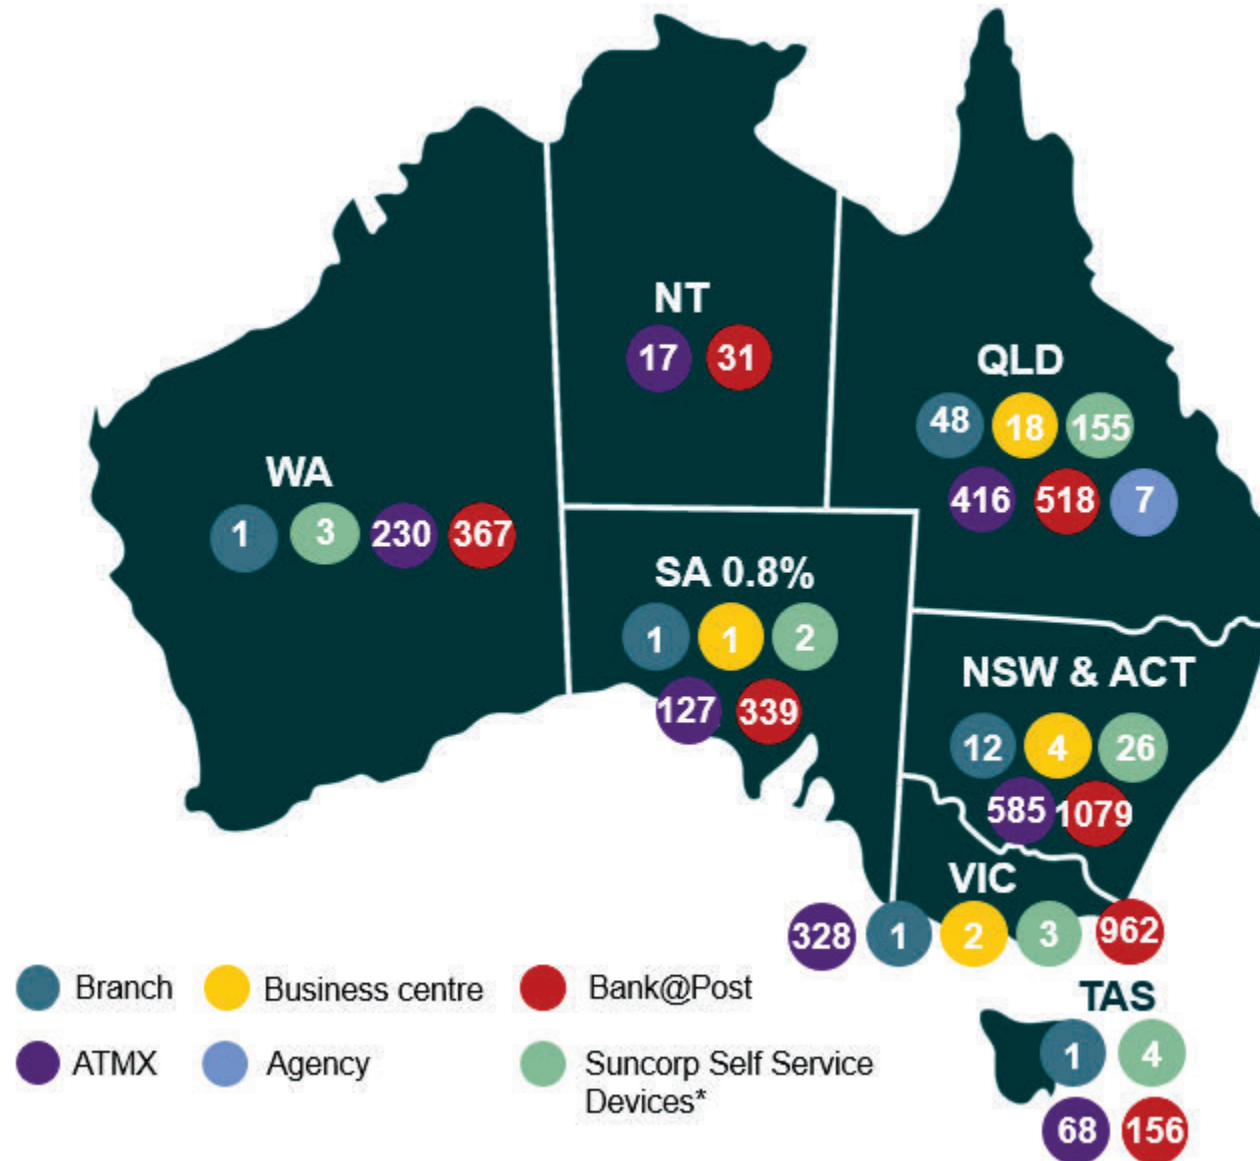 NT
17 31
QLD
48 18 155
416 518 7
WA
1 3 230 367
SA 0.8%
1 1 2
127 339
NSW & ACT
12 4 26
585 1079
VIC
328 1 2 3 962
Branch Business centre Bank@Post
TAS
1 4
ATMX Agency Suncorp Self Service
Devices*
68 156